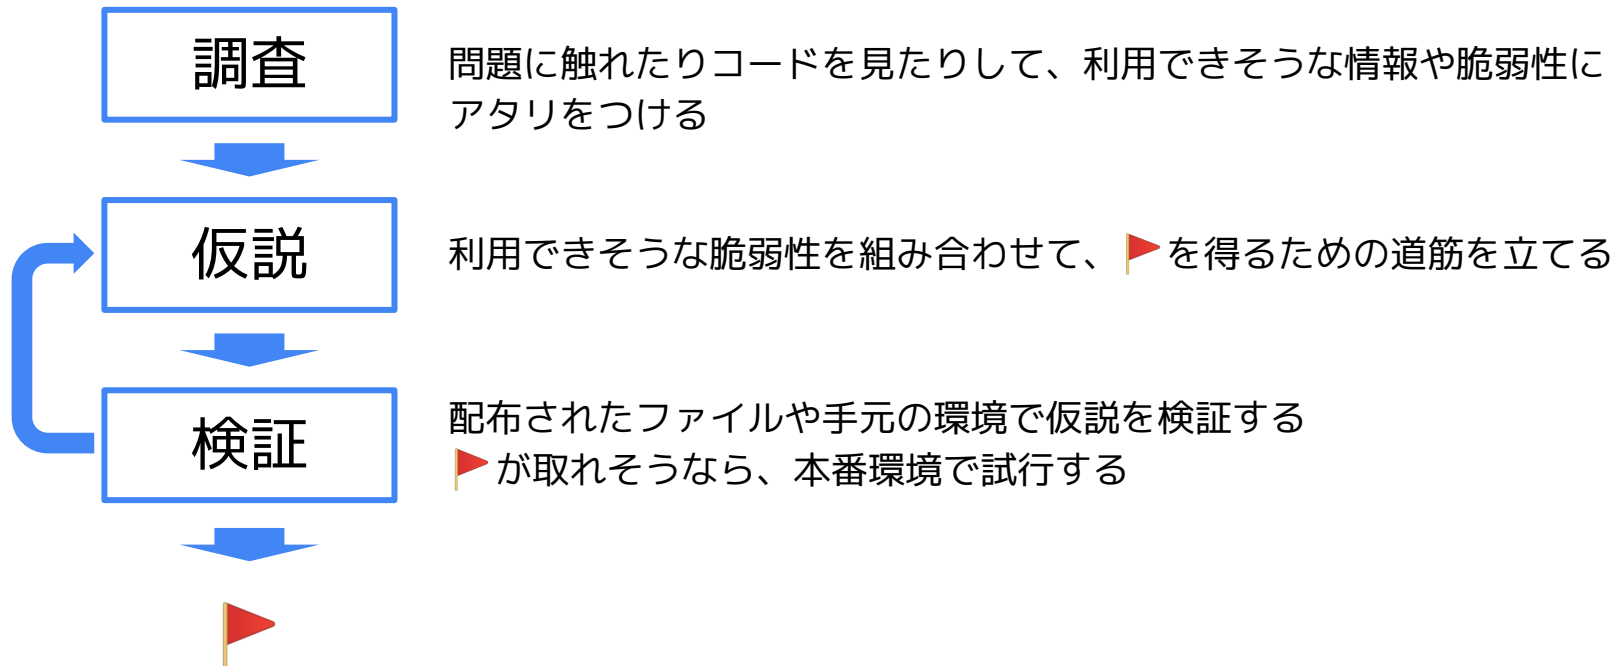 調査
問題に触れたりコードを見たりして、利用できそうな情報や脆弱性に
アタリをつける
仮説
利用できそうな脆弱性を組み合わせて、🚩を得るための道筋を立てる
検証
配布されたファイルや手元の環境で仮説を検証する
🚩が取れそうなら、本番環境で試行する